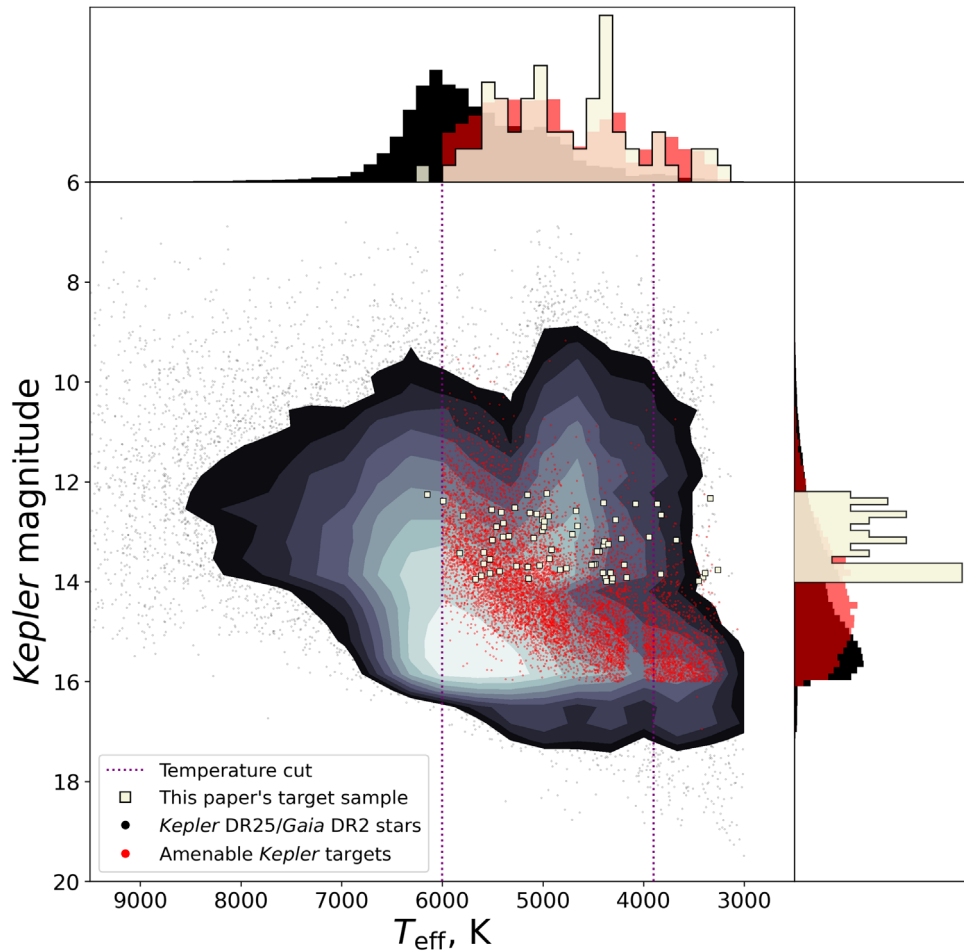 6
8
10
12
14
16
18
20
Kepler magnitude
Temperature cut
This paper's target sample
Kepler DR25/Gaia DR2 stars
Amenable Kepler targets
9000 8000 7000 6000 5000 4000 3000
T_eff, K